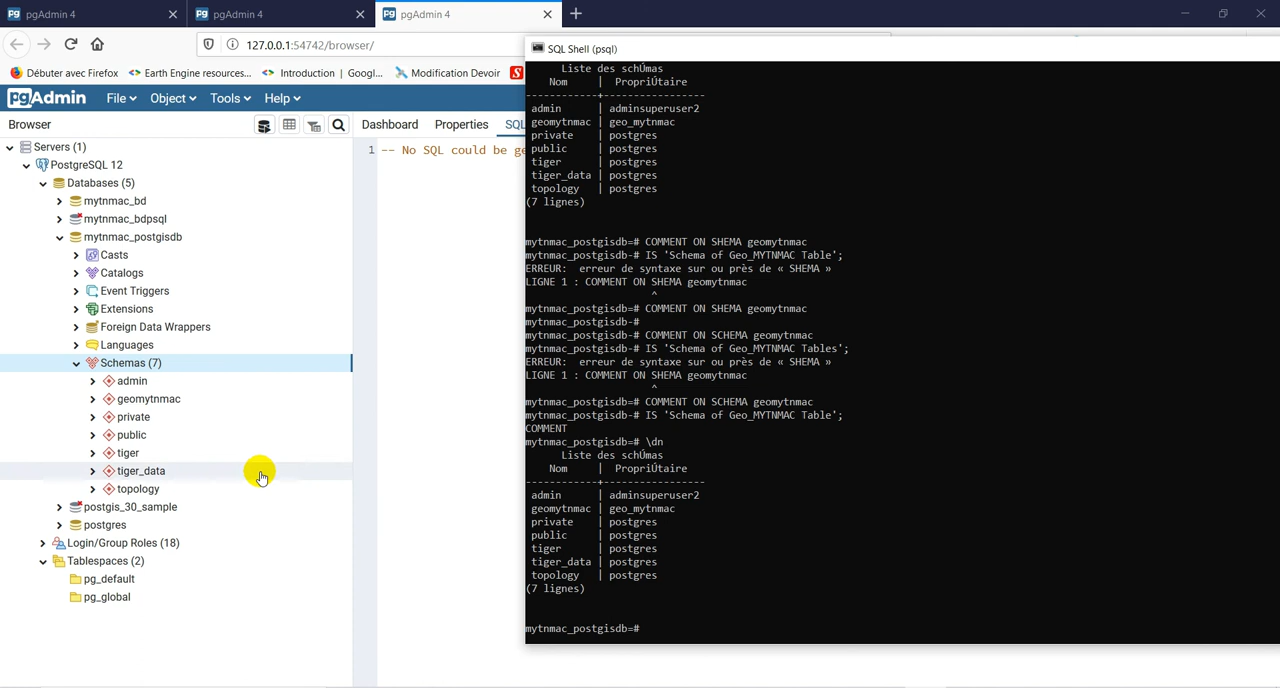 pgAdmin 4
pgAdmin 4
pgAdmin 4
127.0.0.1:54742/browser/
Débuter avec Firefox
Earth Engine resources...
Introduction | Googl...
Modification Devoir
S
pgAdmin
File
Object
Tools
Help
Browser
Dashboard
Properties
SQL
Servers (1)
PostgreSQL 12
Databases (5)
mytnmac_bd
mytnmac_bdpsql
mytnmac_postgisdb
Casts
Catalogs
Event Triggers
Extensions
Foreign Data Wrappers
Languages
Schemas (7)
admin
geomytnmac
private
public
tiger
tiger_data
topology
postgis_30_sample
postgres
Login/Group Roles (18)
Tablespaces (2)
pg_default
pg_global
1 -- No SQL could be ge
SQL Shell (psql)
Liste des schÚmas
Nom | PropriÚtaire
------------+---------------
admin | adminsuperuser2
geomytnmac | geo_mytnmac
private | postgres
public | postgres
tiger | postgres
tiger_data | postgres
topology | postgres
(7 lignes)
mytnmac_postgisdb=# COMMENT ON SHEMA geomytnmac
mytnmac_postgisdb-# IS 'Schema of Geo_MYTNMAC Table';
ERREUR: erreur de syntaxe sur ou près de « SHEMA »
LIGNE 1 : COMMENT ON SHEMA geomytnmac
^
mytnmac_postgisdb=# COMMENT ON SHEMA geomytnmac
mytnmac_postgisdb-#
mytnmac_postgisdb-# COMMENT ON SCHEMA geomytnmac
mytnmac_postgisdb-# IS 'Schema of Geo_MYTNMAC Tables';
ERREUR: erreur de syntaxe sur ou près de « SHEMA »
LIGNE 1 : COMMENT ON SHEMA geomytnmac
^
mytnmac_postgisdb=# COMMENT ON SCHEMA geomytnmac
mytnmac_postgisdb-# IS 'Schema of Geo_MYTNMAC Table';
COMMENT
mytnmac_postgisdb=# \dn
Liste des schÚmas
Nom | PropriÚtaire
------------+---------------
admin | adminsuperuser2
geomytnmac | geo_mytnmac
private | postgres
public | postgres
tiger | postgres
tiger_data | postgres
topology | postgres
(7 lignes)
mytnmac_postgisdb=#